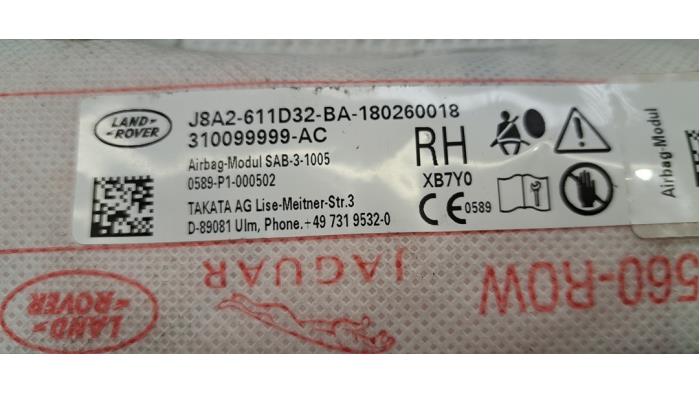 LAND-
-ROVER
J8A2-611D32-BA-180260018
310099999-AC
Airbag-Modul SAB-3-1005
0589-P1-000502
TAKATA AG Lise-Meitner-Str.3
D-89081 Ulm, Phone.+49 731 9532-0
RH
XB7Y0
CE 0589
Airbag-Modul
LAND-
-ROVER
JAGUAR
560-ROW